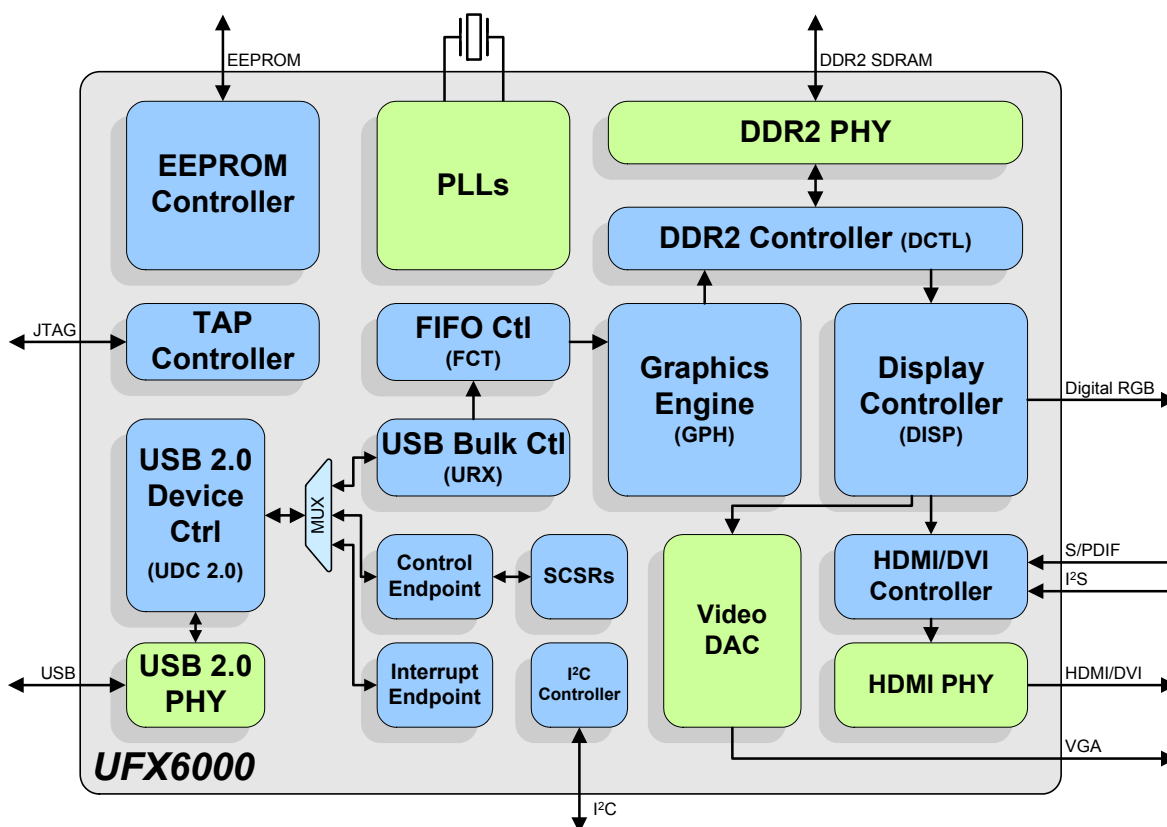 EEPROM
DDR2 SDRAM
EEPROM
Controller
PLLs
DDR2 PHY
DDR2 Controller (DCTL)
JTAG
TAP
Controller
FIFO Ctl
(FCT)
Graphics
Engine
(GPH)
Display
Controller
(DISP)
Digital RGB
USB 2.0
Device
Ctrl
(UDC 2.0)
MUX
USB Bulk Ctl
(URX)
Control
Endpoint
SCSRs
Video
DAC
HDMI/DVI
Controller
S/PDIF
I²S
USB
USB 2.0
PHY
Interrupt
Endpoint
I²C
Controller
HDMI PHY
HDMI/DVI
VGA
UFX6000
I²C